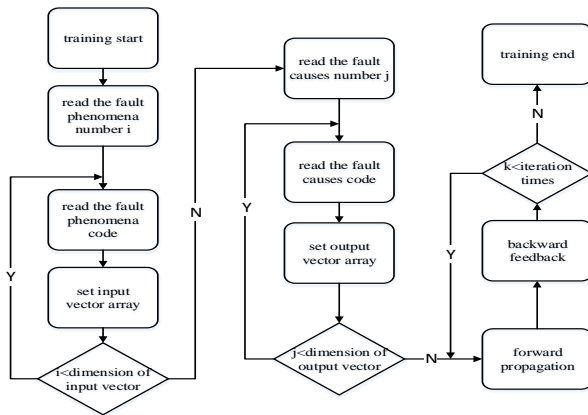 training start
read the fault
phenomena
number i
read the fault
phenomena
code
set input
vector array
i<dimension of
input vector
Y
N
read the fault
causes number j
read the fault
causes code
set output
vector array
j<dimension of
output vector
Y
N
forward
propagation
backward
feedback
k<iteration
times
Y
N
training end